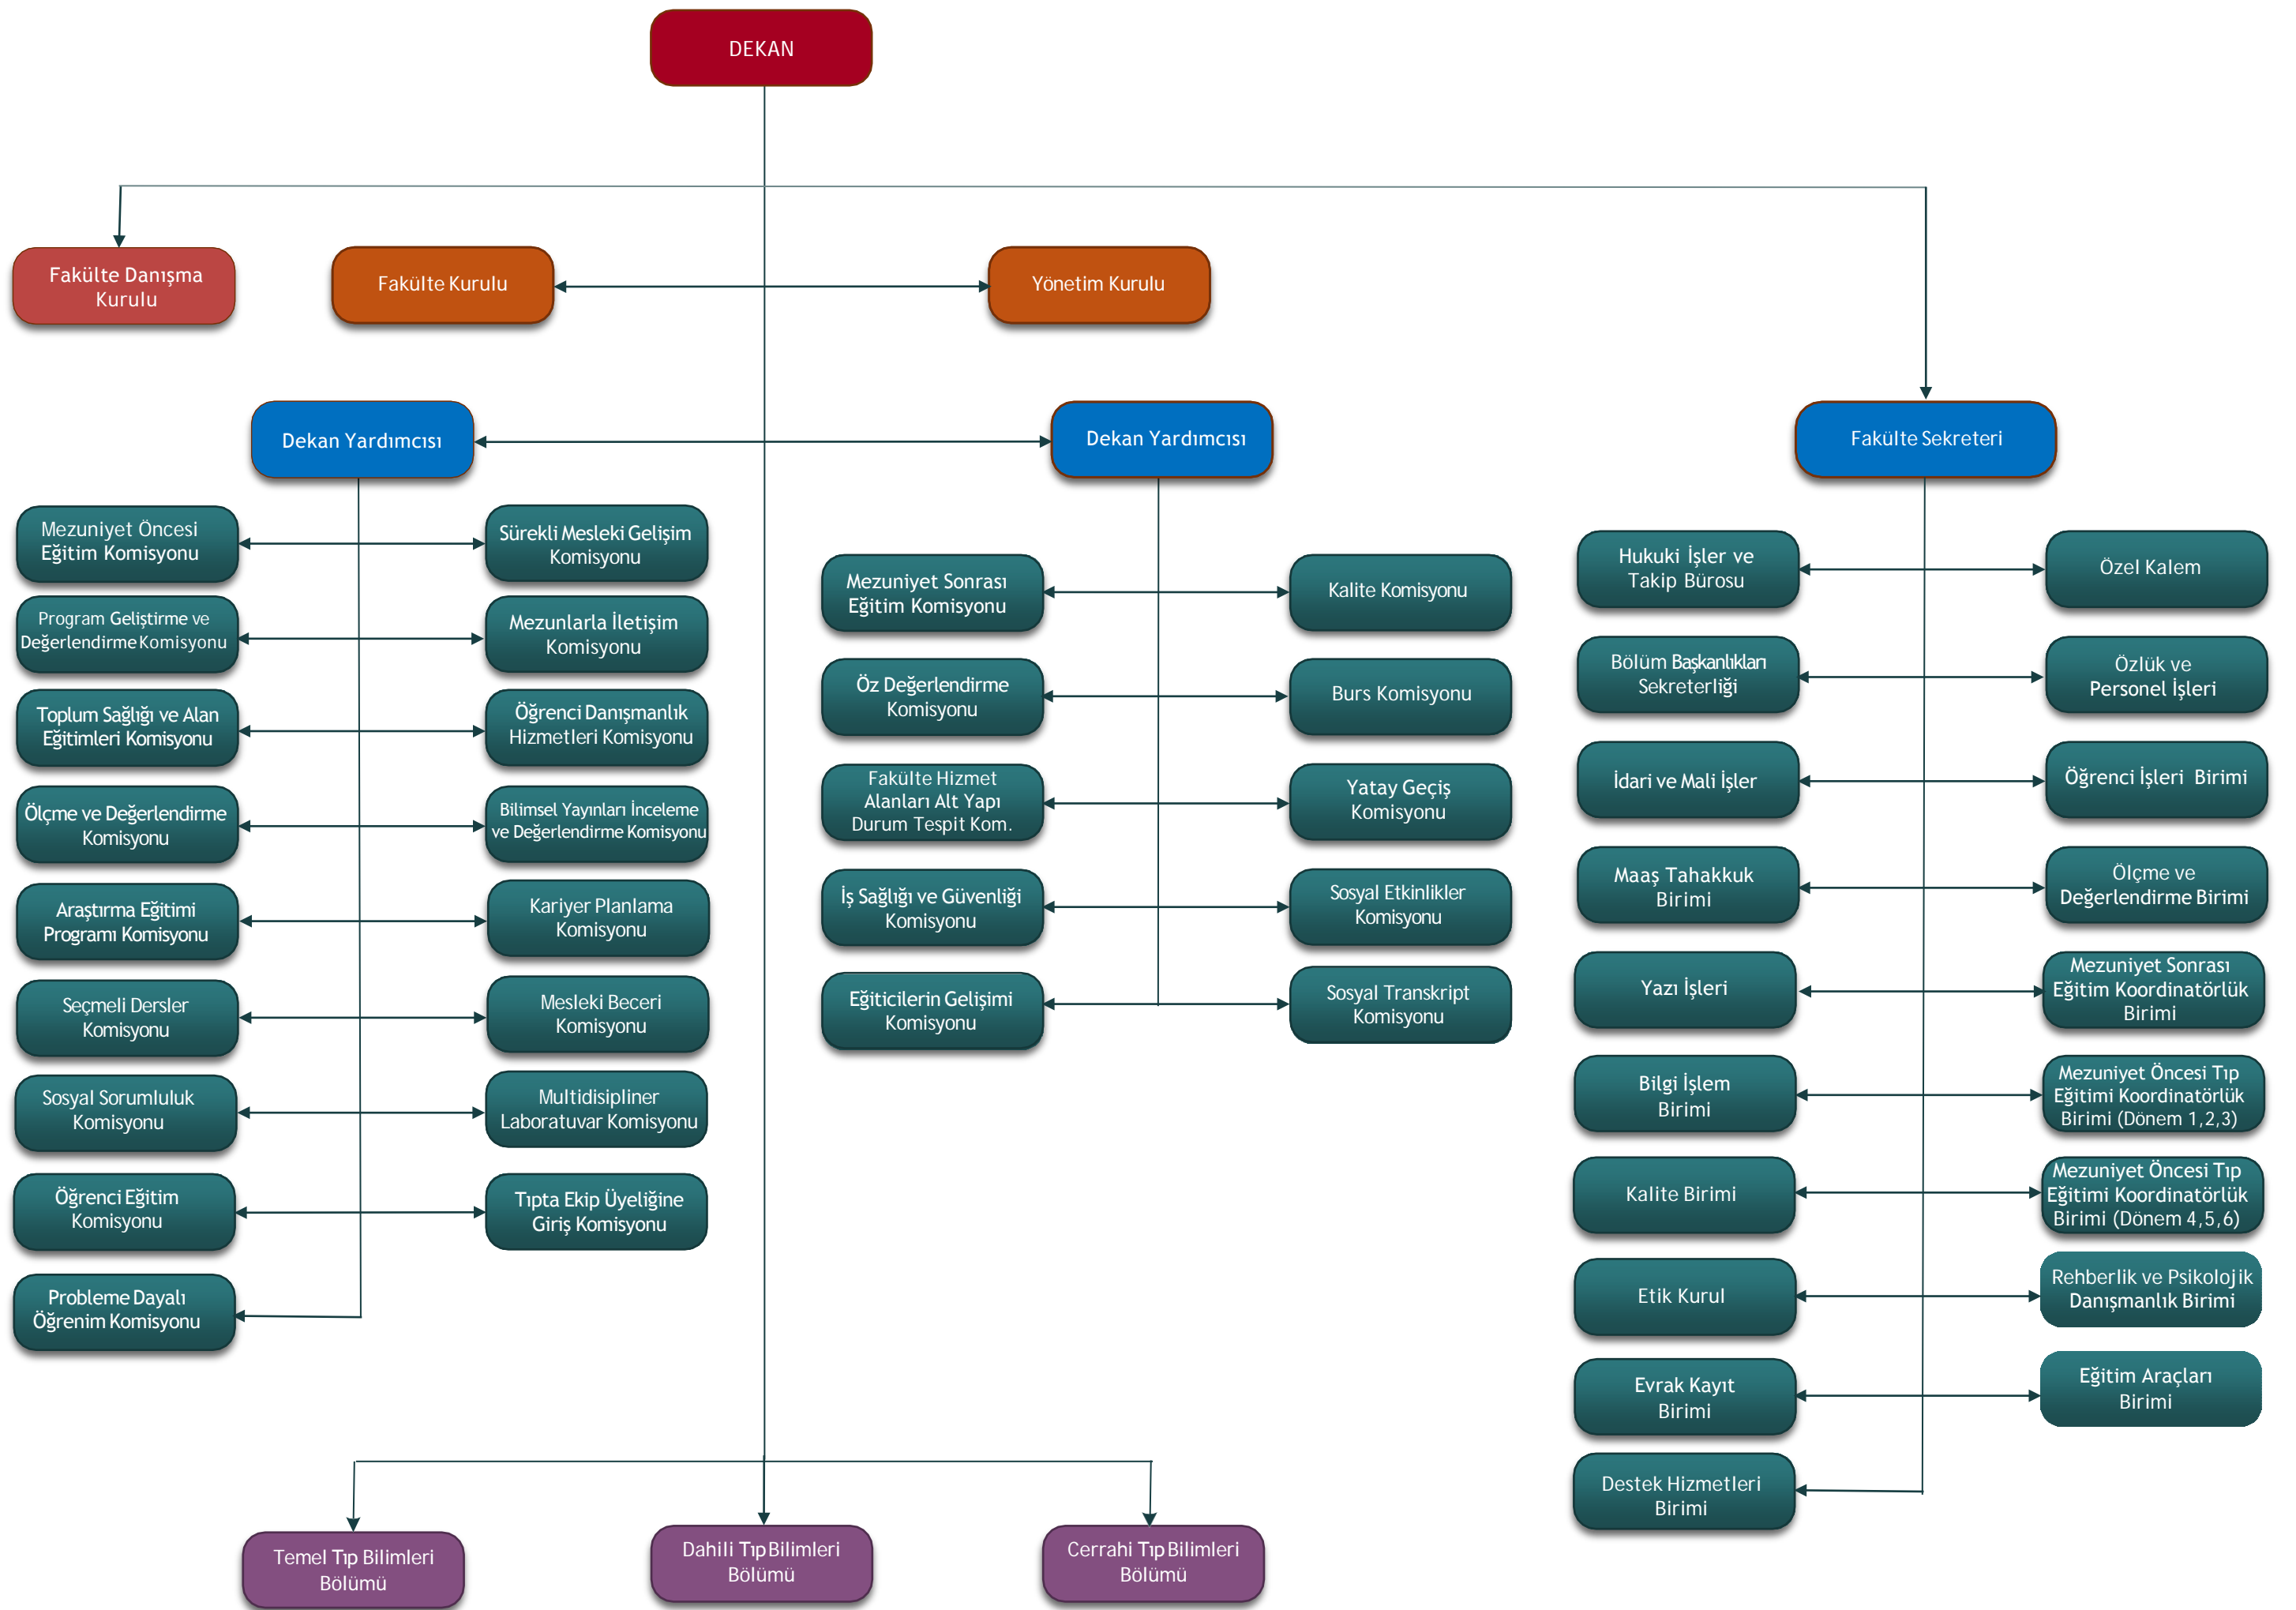 DEKAN
Fakülte Danışma
Kurulu
Fakülte Kurulu
Yönetim Kurulu
Dekan Yardımcısı
Dekan Yardımcısı
Fakülte Sekreteri
Mezuniyet Öncesi
Eğitim Komisyonu
Sürekli Mesleki Gelişim
Komisyonu
Program Geliştirme ve
Değerlendirme Komisyonu
Mezunlarla İletişim
Komisyonu
Toplum Sağlığı ve Alan
Eğitimleri Komisyonu
Öğrenci Danışmanlık
Hizmetleri Komisyonu
Ölçme ve Değerlendirme
Komisyonu
Bilimsel Yayınları İnceleme
ve Değerlendirme Komisyonu
Araştırma Eğitimi
Programı Komisyonu
Kariyer Planlama
Komisyonu
Seçmeli Dersler
Komisyonu
Mesleki Beceri
Komisyonu
Sosyal Sorumluluk
Komisyonu
Multidisipliner
Laboratuvar Komisyonu
Öğrenci Eğitim
Komisyonu
Tıpta Ekip Üyeliğine
Giriş Komisyonu
Probleme Dayalı
Öğrenim Komisyonu
Mezuniyet Sonrası
Eğitim Komisyonu
Kalite Komisyonu
Öz Değerlendirme
Komisyonu
Burs Komisyonu
Fakülte Hizmet
Alanları Alt Yapı
Durum Tespit Kom.
Yatay Geçiş
Komisyonu
İş Sağlığı ve Güvenliği
Komisyonu
Sosyal Etkinlikler
Komisyonu
Eğiticilerin Gelişimi
Komisyonu
Sosyal Transkript
Komisyonu
Hukuki İşler ve
Takip Bürosu
Özel Kalem
Bölüm Başkanlıkları
Sekreterliği
Özlük ve
Personel İşleri
İdari ve Mali İşler
Öğrenci İşleri Birimi
Maaş Tahakkuk
Birimi
Ölçme ve
Değerlendirme Birimi
Yazı İşleri
Mezuniyet Sonrası
Eğitim Koordinatörlük
Birimi
Bilgi İşlem
Birimi
Mezuniyet Öncesi Tıp
Eğitimi Koordinatörlük
Birimi (Dönem 1,2,3)
Kalite Birimi
Mezuniyet Öncesi Tıp
Eğitimi Koordinatörlük
Birimi (Dönem 4,5,6)
Etik Kurul
Rehberlik ve Psikolojik
Danışmanlık Birimi
Evrak Kayıt
Birimi
Eğitim Araçları
Birimi
Destek Hizmetleri
Birimi
Temel Tıp Bilimleri
Bölümü
Dahili Tıp Bilimleri
Bölümü
Cerrahi Tıp Bilimleri
Bölümü